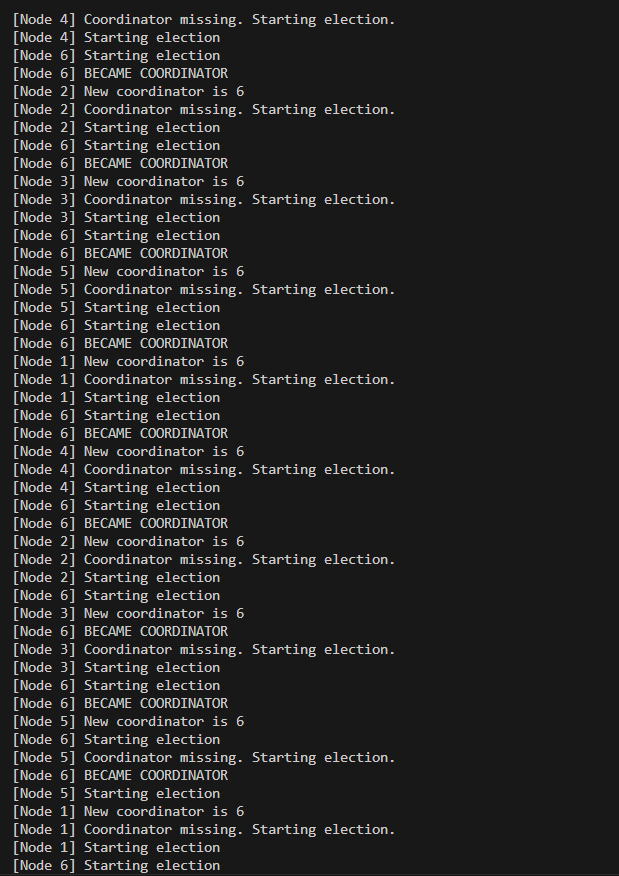 [Node 4] Coordinator missing. Starting election.
[Node 4] Starting election
[Node 6] Starting election
[Node 6] BECAME COORDINATOR
[Node 2] New coordinator is 6
[Node 2] Coordinator missing. Starting election.
[Node 2] Starting election
[Node 6] Starting election
[Node 6] BECAME COORDINATOR
[Node 3] New coordinator is 6
[Node 3] Coordinator missing. Starting election.
[Node 3] Starting election
[Node 6] Starting election
[Node 6] BECAME COORDINATOR
[Node 5] New coordinator is 6
[Node 5] Coordinator missing. Starting election.
[Node 5] Starting election
[Node 6] Starting election
[Node 6] BECAME COORDINATOR
[Node 1] New coordinator is 6
[Node 1] Coordinator missing. Starting election.
[Node 1] Starting election
[Node 6] Starting election
[Node 6] BECAME COORDINATOR
[Node 4] New coordinator is 6
[Node 4] Coordinator missing. Starting election.
[Node 4] Starting election
[Node 6] Starting election
[Node 6] BECAME COORDINATOR
[Node 2] New coordinator is 6
[Node 2] Coordinator missing. Starting election.
[Node 2] Starting election
[Node 6] Starting election
[Node 3] New coordinator is 6
[Node 6] BECAME COORDINATOR
[Node 3] Coordinator missing. Starting election.
[Node 3] Starting election
[Node 6] Starting election
[Node 6] BECAME COORDINATOR
[Node 5] New coordinator is 6
[Node 6] Starting election
[Node 5] Coordinator missing. Starting election.
[Node 6] BECAME COORDINATOR
[Node 5] Starting election
[Node 1] New coordinator is 6
[Node 1] Coordinator missing. Starting election.
[Node 1] Starting election
[Node 6] Starting election